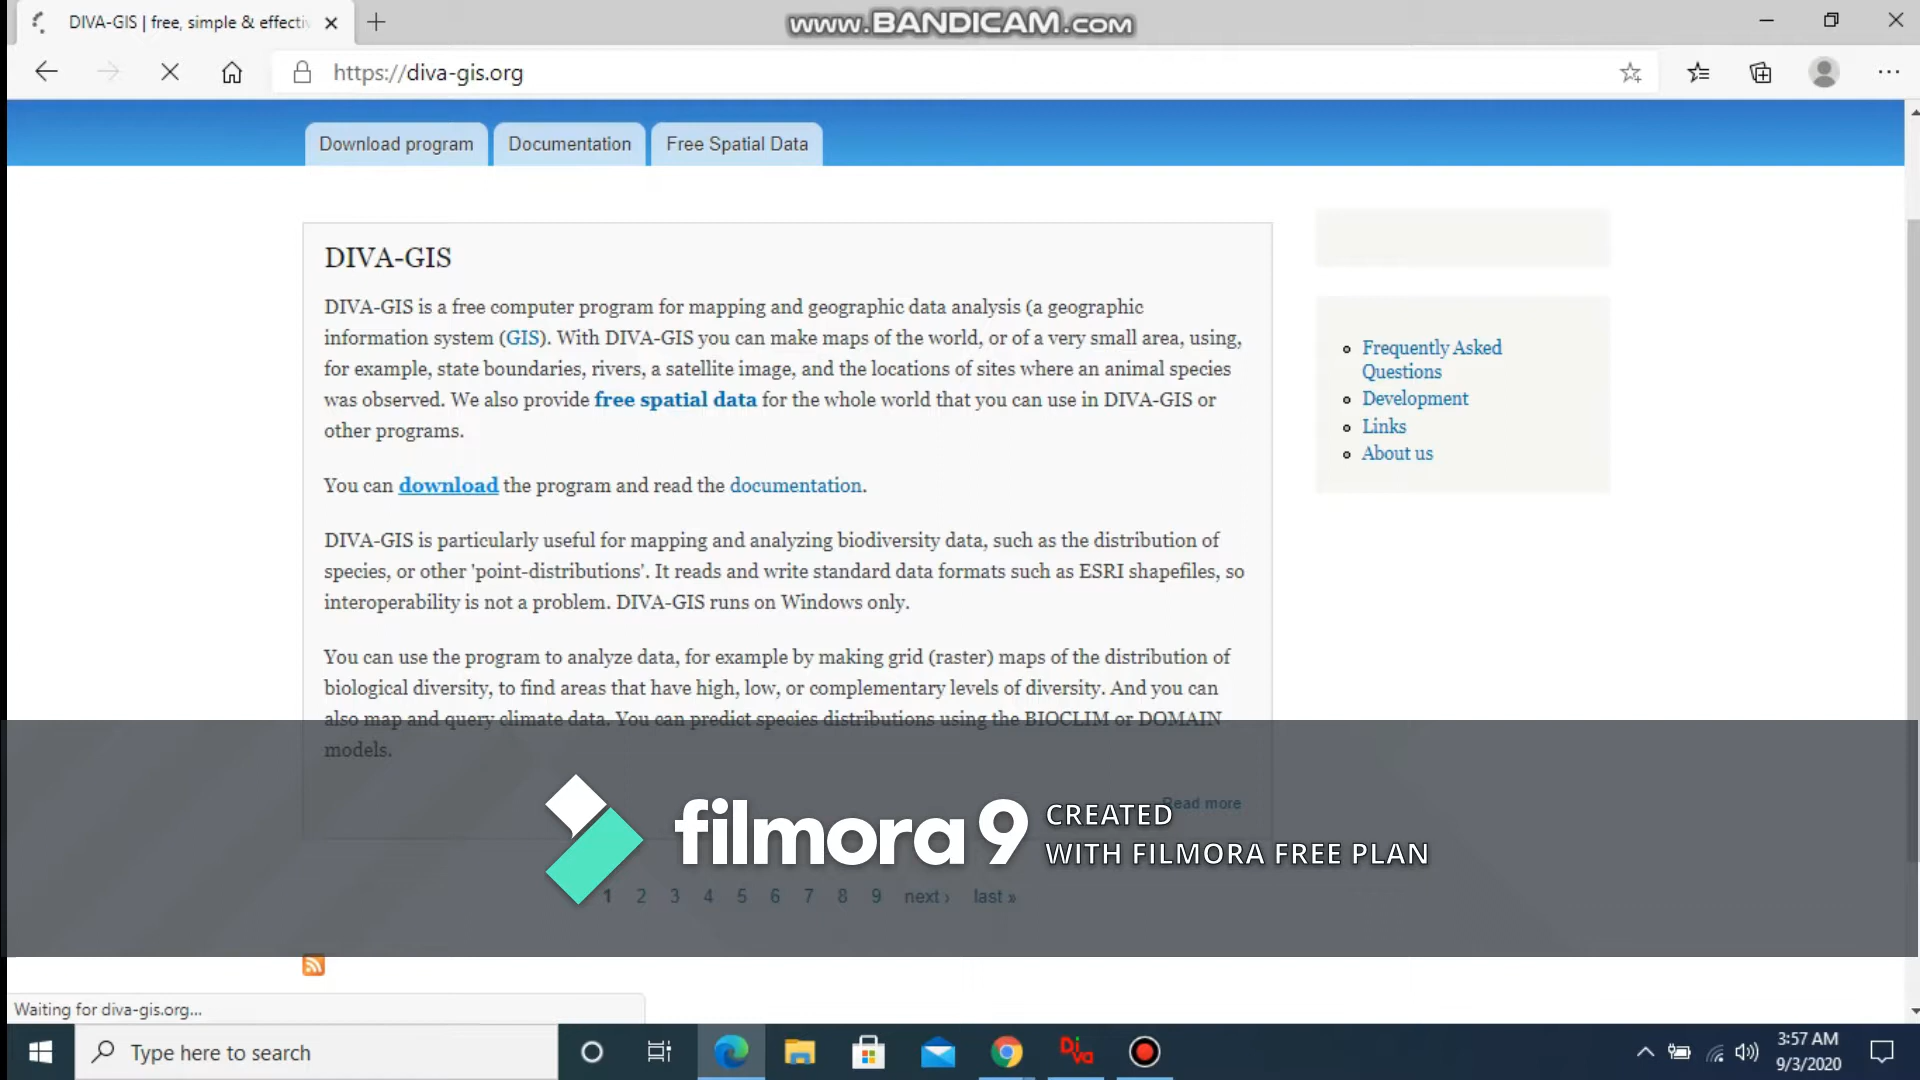 DIVA-GIS | free, simple & effecti
www.BANDICAM.com
https://diva-gis.org
Download program
Documentation
Free Spatial Data
DIVA-GIS
DIVA-GIS is a free computer program for mapping and geographic data analysis (a geographic
information system (GIS). With DIVA-GIS you can make maps of the world, or of a very small area, using,
for example, state boundaries, rivers, a satellite image, and the locations of sites where an animal species
was observed. We also provide free spatial data for the whole world that you can use in DIVA-GIS or
other programs.
You can download the program and read the documentation.
DIVA-GIS is particularly useful for mapping and analyzing biodiversity data, such as the distribution of
species, or other 'point-distributions'. It reads and write standard data formats such as ESRI shapefiles, so
interoperability is not a problem. DIVA-GIS runs on Windows only.
You can use the program to analyze data, for example by making grid (raster) maps of the distribution of
biological diversity, to find areas that have high, low, or complementary levels of diversity. And you can
also map and query climate data. You can predict species distributions using the BIOCLIM or DOMAIN
models.
Read more
Frequently Asked
Questions
Development
Links
About us
filmora9
CREATED
WITH FILMORA FREE PLAN
1 2 3 4 5 6 7 8 9 next › last »
Waiting for diva-gis.org...
Type here to search
Diva
3:57 AM
9/3/2020